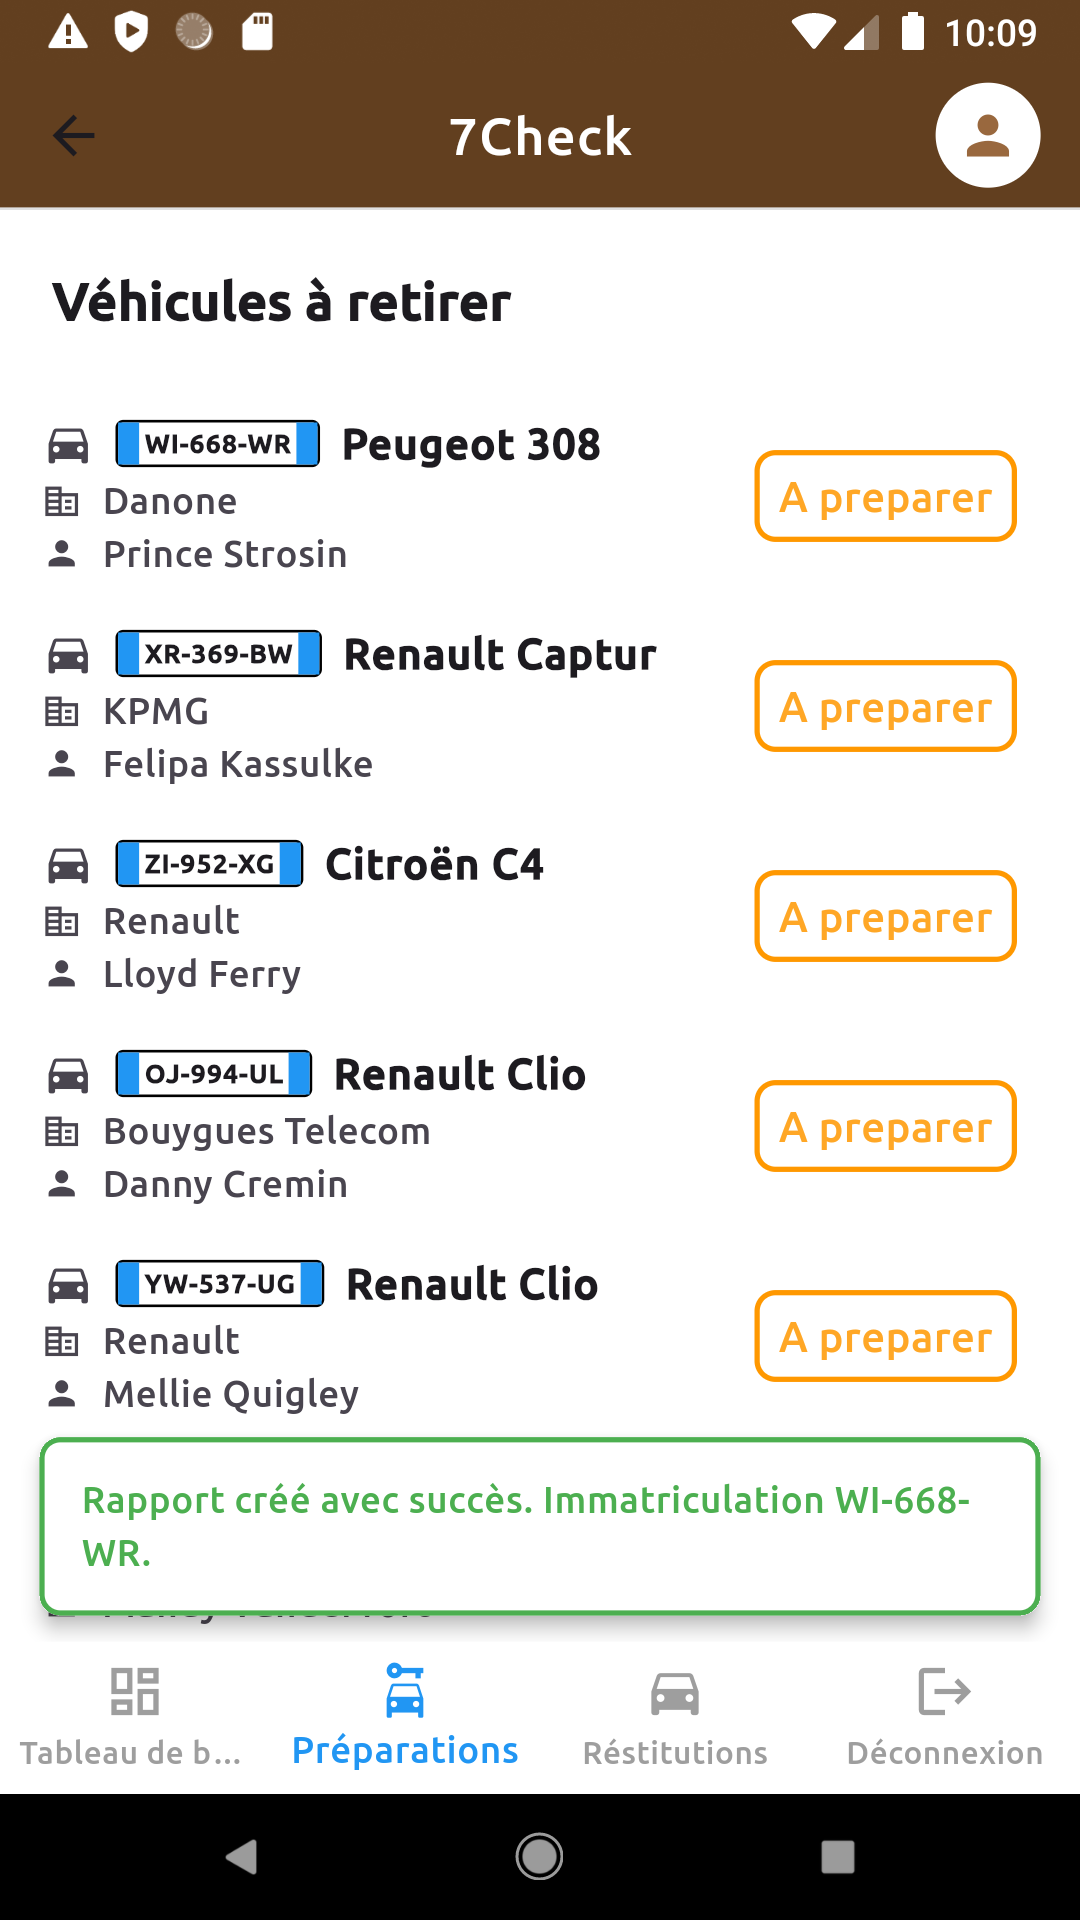 10:09
7Check
Véhicules à retirer
WI-668-WR Peugeot 308
Danone
Prince Strosin
A preparer
XR-369-BW Renault Captur
KPMG
Felipa Kassulke
A preparer
ZI-952-XG Citroën C4
Renault
Lloyd Ferry
A preparer
OJ-994-UL Renault Clio
Bouygues Telecom
Danny Cremin
A preparer
YW-537-UG Renault Clio
Renault
Mellie Quigley
A preparer
Rapport créé avec succès. Immatriculation WI-668-
WR.
Tableau de b...
Préparations
Réstitutions
Déconnexion